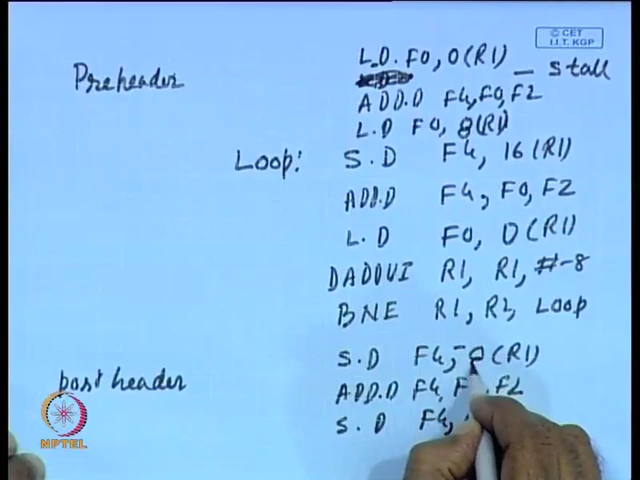 © CET
I.I.T. KGP
Preheader
L.D. F0, 0(R1)
— stall
ADD.D F4, F0, F2
L.D F0, 8(R1)
Loop: S.D F4, 16(R1)
ADD.D F4, F0, F2
L.D F0, 0(R1)
DADDUI R1, R1, #-8
BNE R1, R2, Loop
S.D F4, (R1)
post header
ADD.D F4, F2
S.D F4,
NPTEL